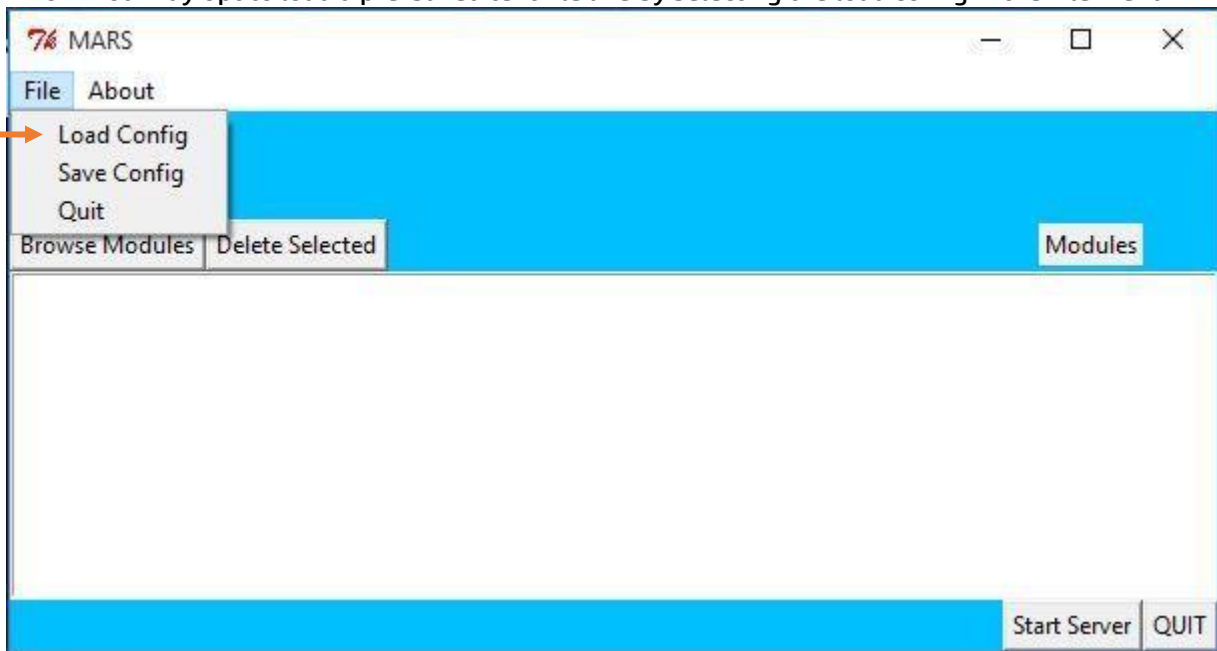 MARS
File About
Load Config
Save Config
Quit
Browse Modules Delete Selected Modules
Start Server QUIT